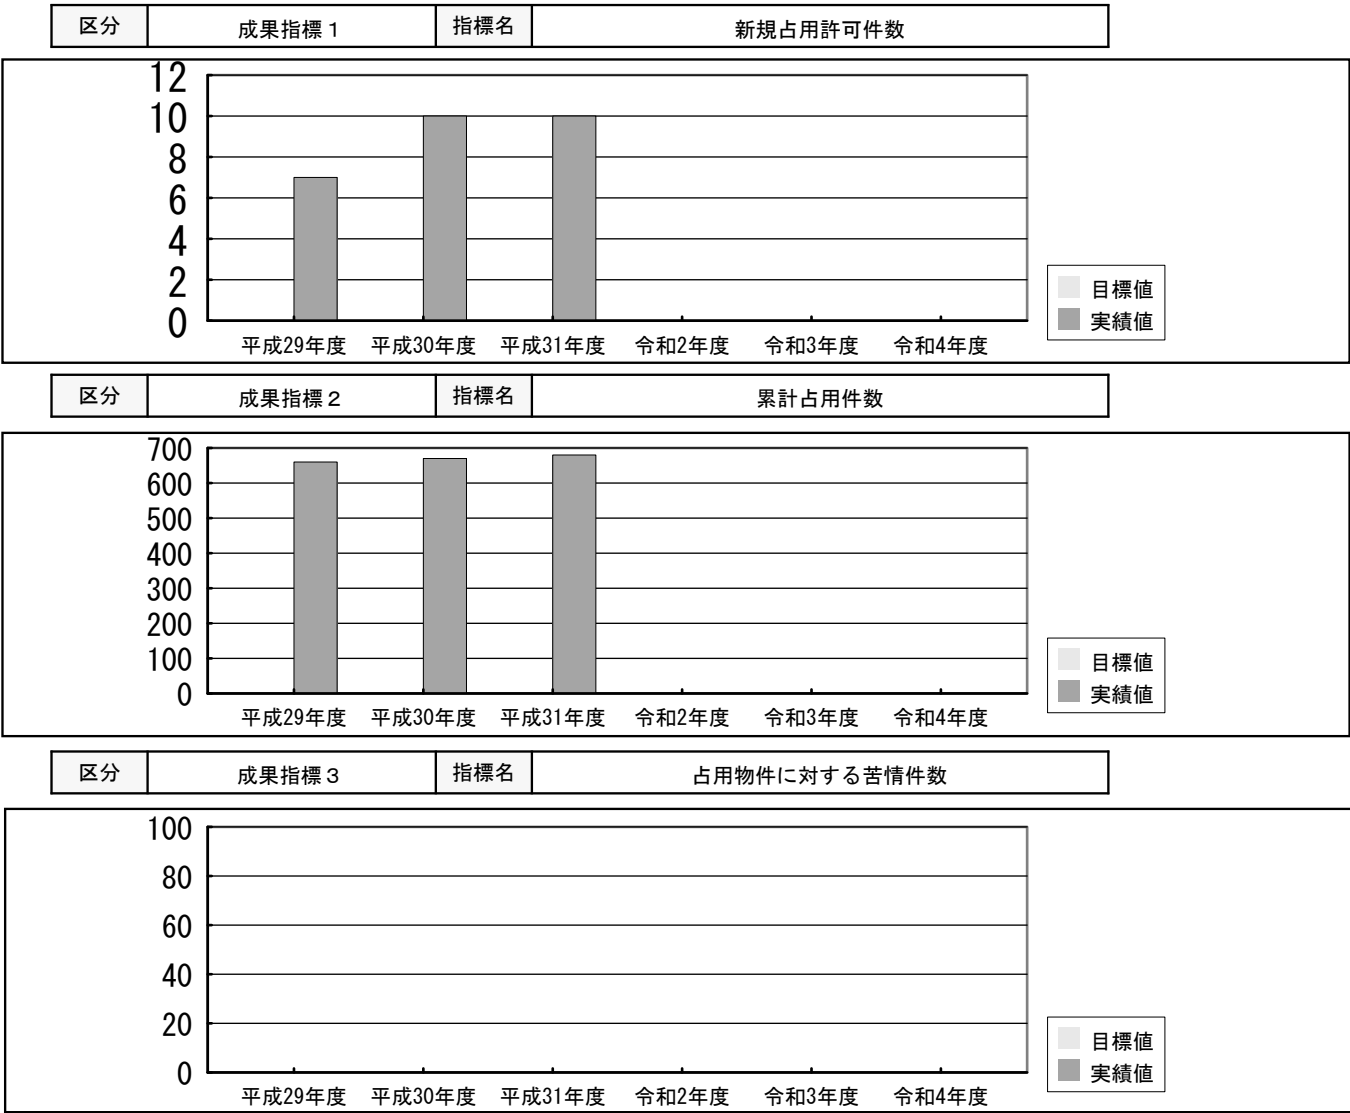 区分 成果指標１ 指標名 新規占用許可件数
12
10
8
6
4
2
0
平成29年度 平成30年度 平成31年度 令和2年度 令和3年度 令和4年度
目標値
実績値
区分 成果指標２ 指標名 累計占用件数
700
600
500
400
300
200
100
0
平成29年度 平成30年度 平成31年度 令和2年度 令和3年度 令和4年度
目標値
実績値
区分 成果指標３ 指標名 占用物件に対する苦情件数
100
80
60
40
20
0
平成29年度 平成30年度 平成31年度 令和2年度 令和3年度 令和4年度
目標値
実績値